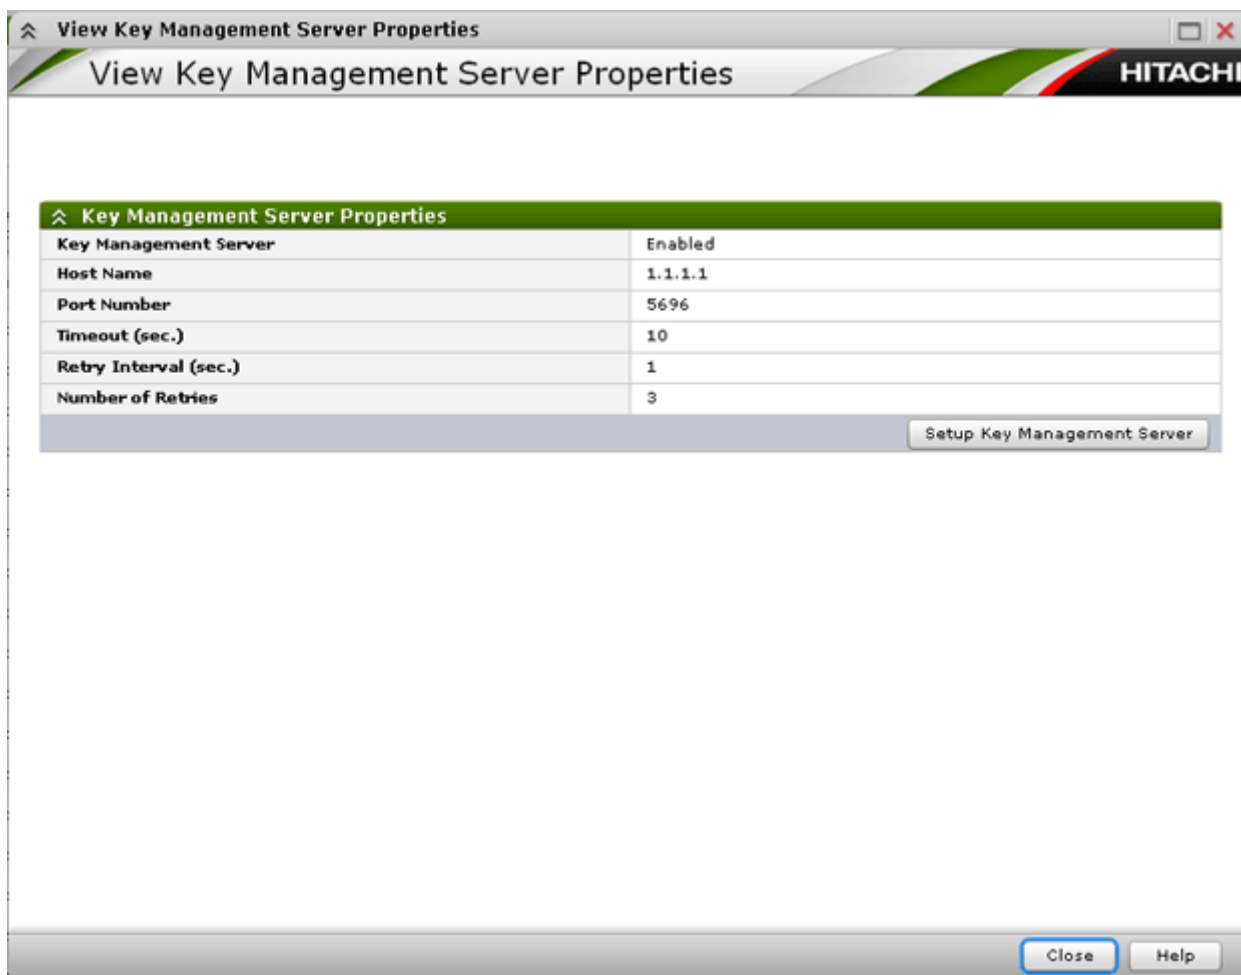 View Key Management Server Properties
View Key Management Server Properties HITACHI
Key Management Server Properties
Key Management Server Enabled
Host Name 1.1.1.1
Port Number 5696
Timeout (sec.) 10
Retry Interval (sec.) 1
Number of Retries 3
Setup Key Management Server
Close Help